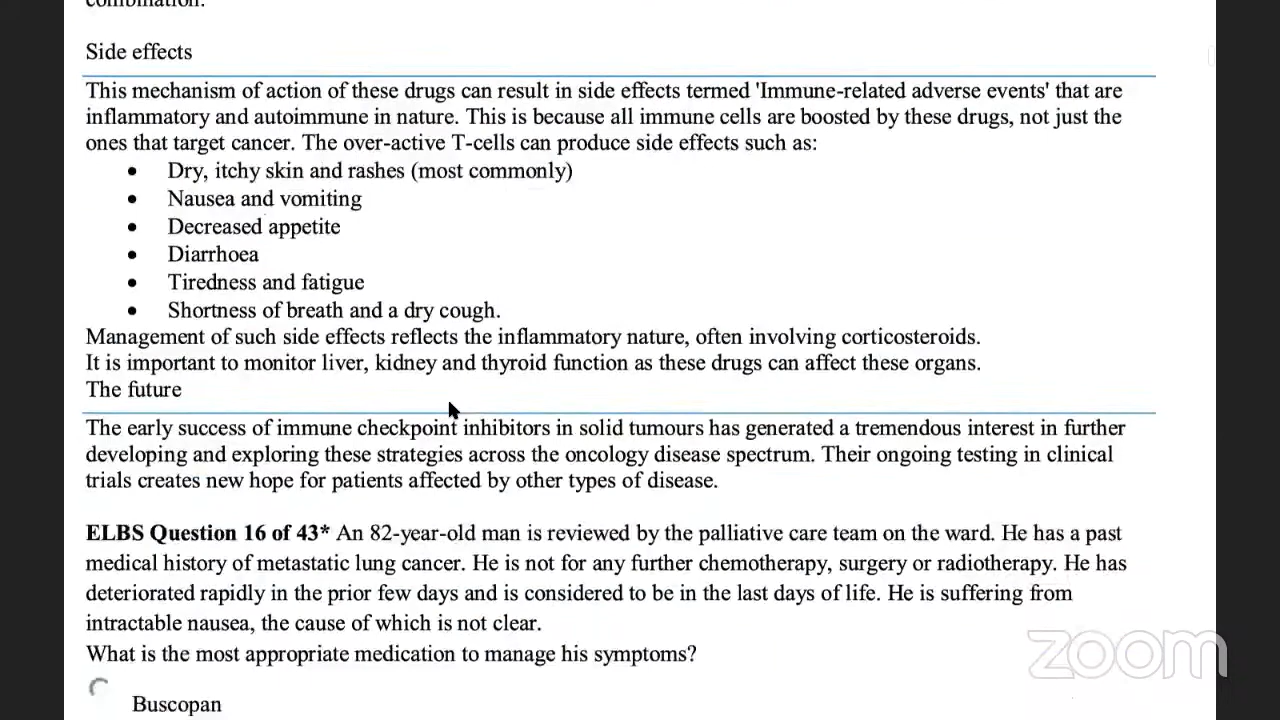 combination.
Side effects
This mechanism of action of these drugs can result in side effects termed 'Immune-related adverse events' that are
inflammatory and autoimmune in nature. This is because all immune cells are boosted by these drugs, not just the
ones that target cancer. The over-active T-cells can produce side effects such as:
• Dry, itchy skin and rashes (most commonly)
• Nausea and vomiting
• Decreased appetite
• Diarrhoea
• Tiredness and fatigue
• Shortness of breath and a dry cough.
Management of such side effects reflects the inflammatory nature, often involving corticosteroids.
It is important to monitor liver, kidney and thyroid function as these drugs can affect these organs.
The future
The early success of immune checkpoint inhibitors in solid tumours has generated a tremendous interest in further
developing and exploring these strategies across the oncology disease spectrum. Their ongoing testing in clinical
trials creates new hope for patients affected by other types of disease.
ELBS Question 16 of 43* An 82-year-old man is reviewed by the palliative care team on the ward. He has a past
medical history of metastatic lung cancer. He is not for any further chemotherapy, surgery or radiotherapy. He has
deteriorated rapidly in the prior few days and is considered to be in the last days of life. He is suffering from
intractable nausea, the cause of which is not clear.
What is the most appropriate medication to manage his symptoms?
Buscopan
zoom